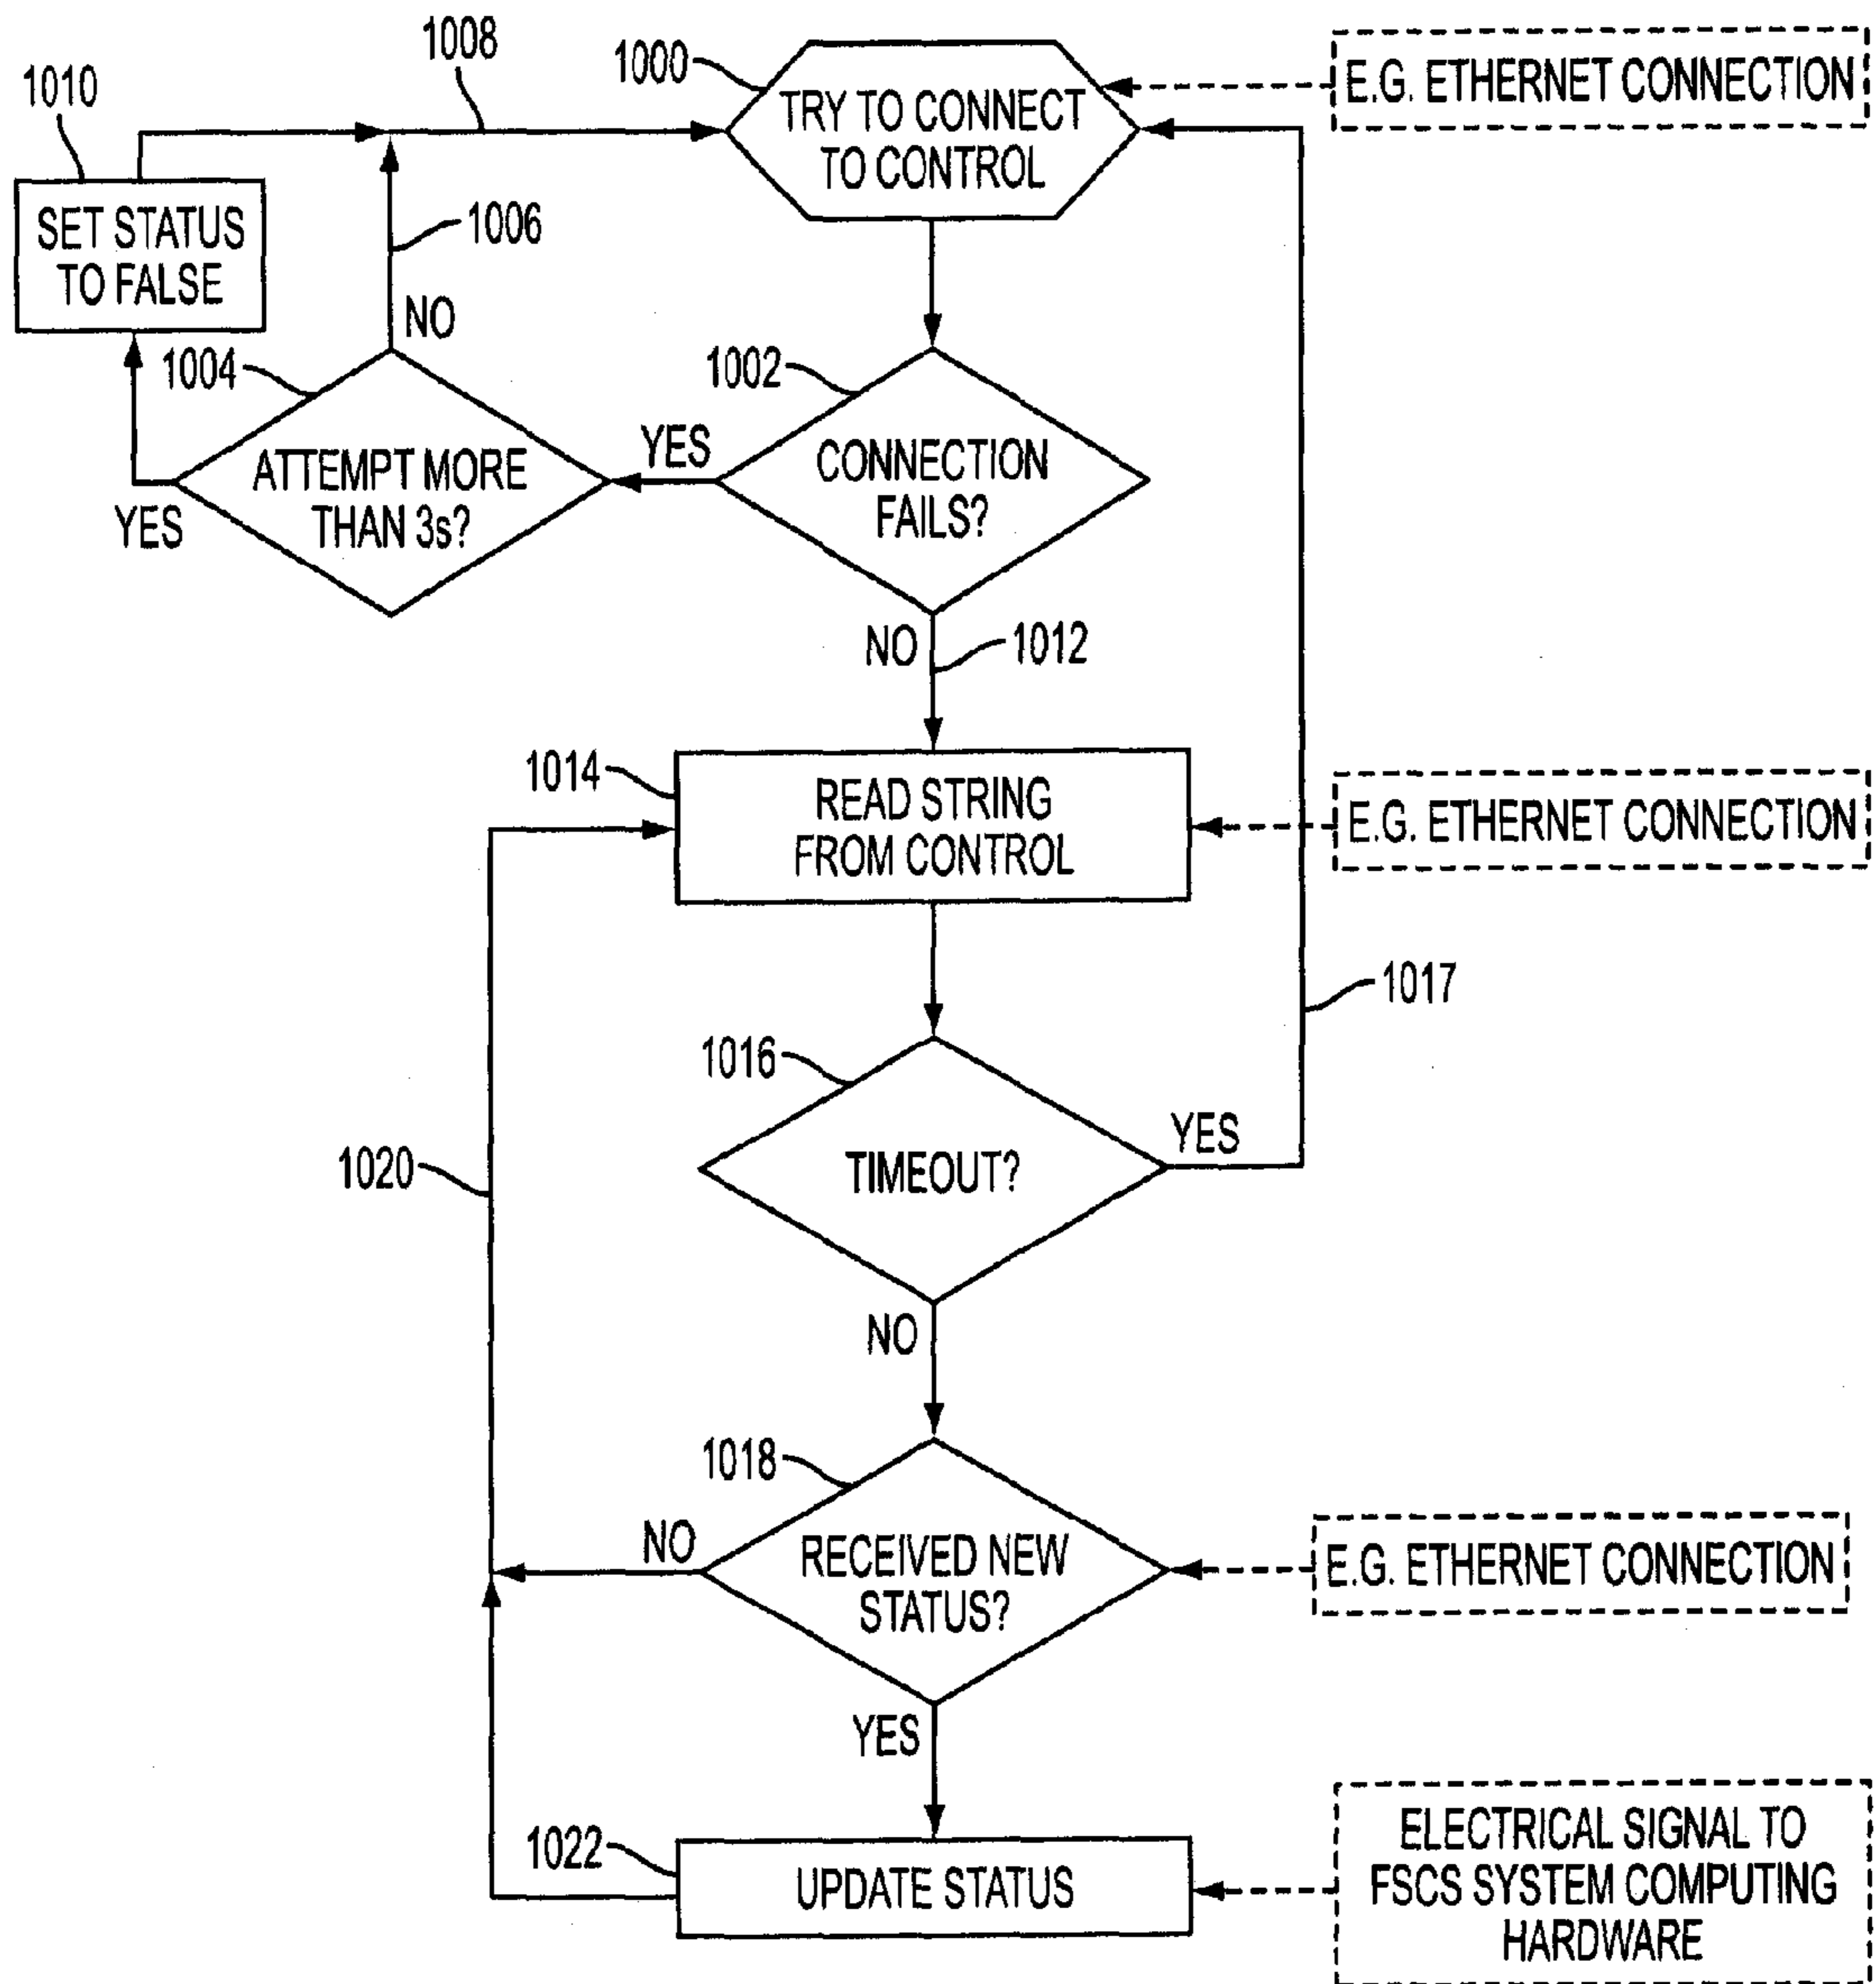 1008
1000
E.G. ETHERNET CONNECTION
1010
TRY TO CONNECT
TO CONTROL
SET STATUS
TO FALSE
1006
NO
1004
1002
YES
CONNECTION
FAILS?
ATTEMPT MORE
THAN 3s?
YES
NO
1012
1014
READ STRING
FROM CONTROL
E.G. ETHERNET CONNECTION
1017
1016
YES
TIMEOUT?
1020
NO
1018
NO
RECEIVED NEW
STATUS?
E.G. ETHERNET CONNECTION
YES
1022
UPDATE STATUS
ELECTRICAL SIGNAL TO
FSCS SYSTEM COMPUTING
HARDWARE